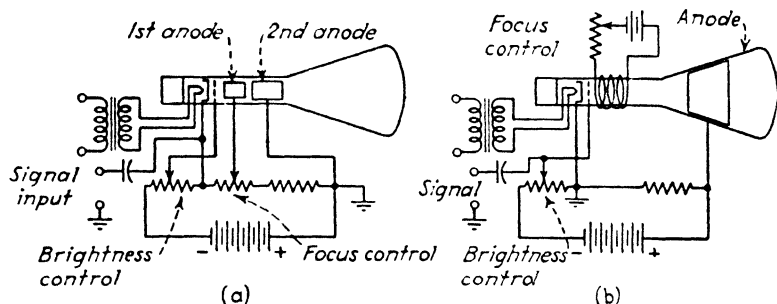 1st anode
2nd anode
Signal
input
Brightness
control
Focus control
- +
(a)
Focus
control
Anode
Signal
Brightness
control
- +
(b)